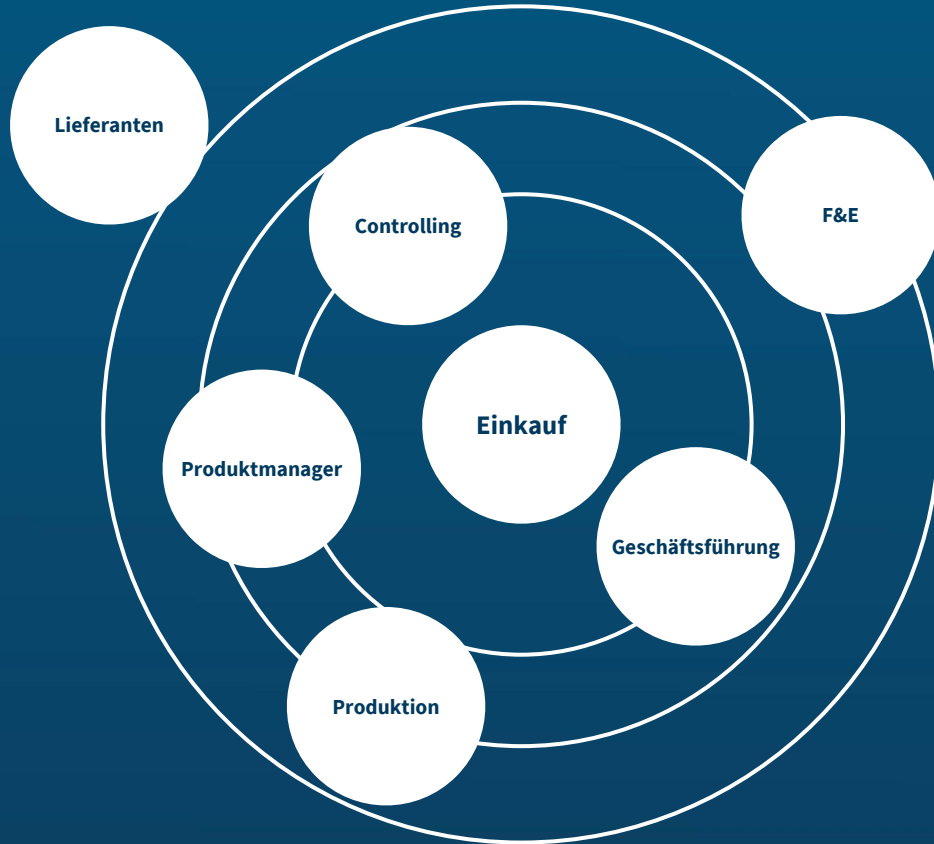 Lieferanten
F&E
Controlling
Einkauf
Produktmanager
Geschäftsführung
Produktion